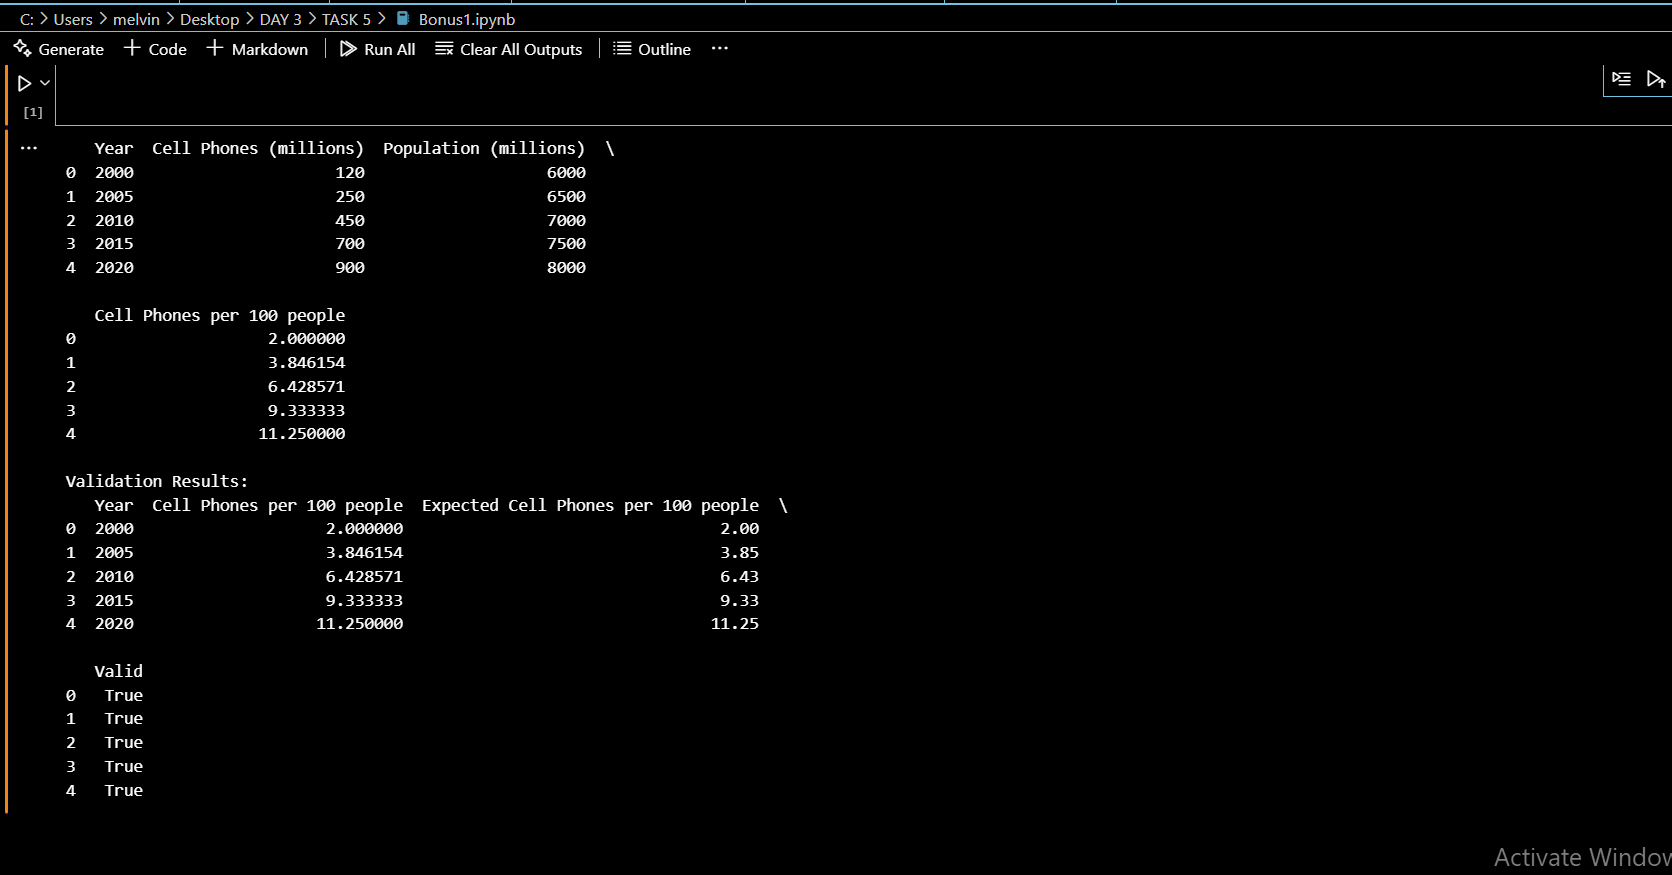 C: > Users > melvin > Desktop > DAY 3 > TASK 5 > Bonus1.ipynb
Generate + Code + Markdown | Run All Clear All Outputs | Outline ...
[1]
... Year  Cell Phones (millions)  Population (millions)  \
0  2000                     120                   6000
1  2005                     250                   6500
2  2010                     450                   7000
3  2015                     700                   7500
4  2020                     900                   8000
Cell Phones per 100 people
0                    2.000000
1                    3.846154
2                    6.428571
3                    9.333333
4                   11.250000
Validation Results:
Year  Cell Phones per 100 people  Expected Cell Phones per 100 people  \
0  2000                    2.000000                                 2.00
1  2005                    3.846154                                 3.85
2  2010                    6.428571                                 6.43
3  2015                    9.333333                                 9.33
4  2020                   11.250000                                11.25
Valid
0   True
1   True
2   True
3   True
4   True
Activate Window